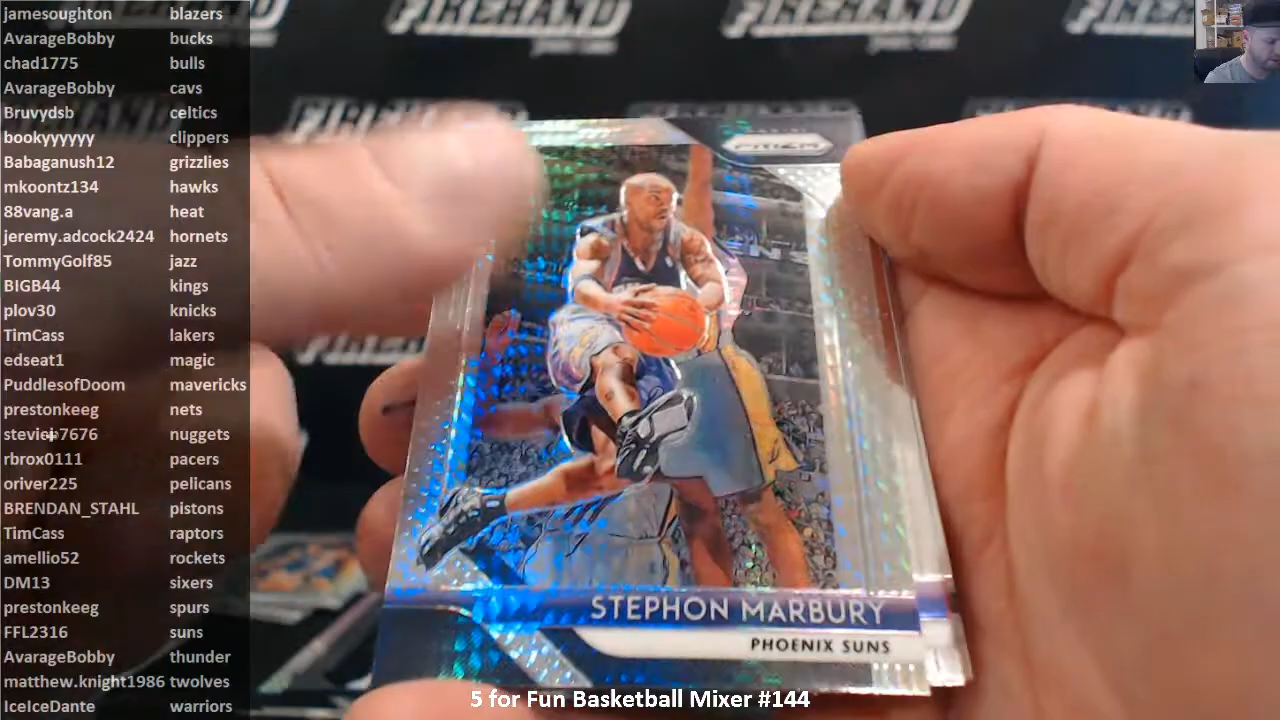 jamesoughton blazers
AvarageBobby bucks
chad1775 bulls
AvarageBobby cavs
Bruvydsb celtics
bookyyyyyy clippers
Babaganush12 grizzlies
mkoontz134 hawks
88vang.a heat
jeremy.adcock2424 hornets
TommyGolf85 jazz
BIGB44 kings
plov30 knicks
TimCass lakers
edseat1 magic
PuddlesofDoom mavericks
prestonkeeg nets
steviep7676 nuggets
rbrox0111 pacers
oriver225 pelicans
BRENDAN_STAHL pistons
TimCass raptors
amellio52 rockets
DM13 sixers
prestonkeeg spurs
FFL2316 suns
AvarageBobby thunder
matthew.knight1986 twolves
IceIceDante warriors
PRIZM
STEPHON MARBURY
PHOENIX SUNS
5 for Fun Basketball Mixer #144